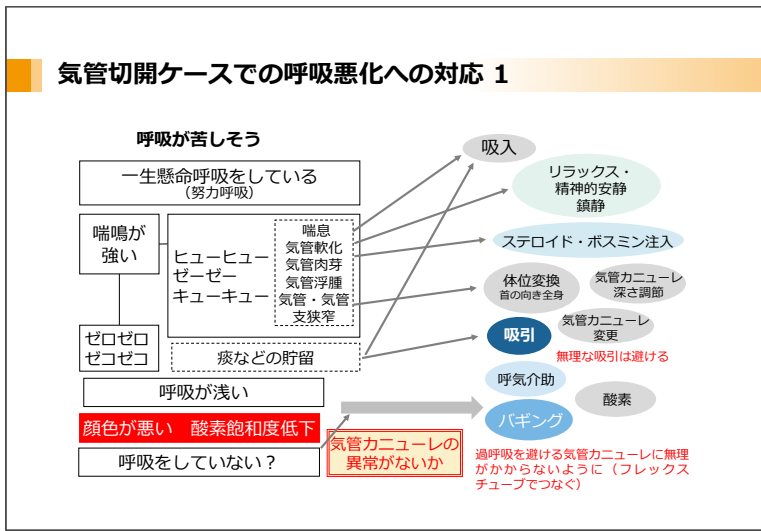 気管切開ケースでの呼吸悪化への対応 1
呼吸が苦しそう
一生懸命呼吸をしている
（努力呼吸）
喘鳴が
強い
ヒューヒュー
ゼーゼー
キューキュー
喘息
気管軟化
気管肉芽
気管浮腫
気管・気管
支狭窄
ゼロゼロ
ゼコゼコ
痰などの貯留
呼吸が浅い
顔色が悪い　酸素飽和度低下
呼吸をしていない？
気管カニューレの
異常がないか
吸入
リラックス・
精神的安静
鎮静
ステロイド・ボスミン注入
体位変換
首の向き全身
気管カニューレ
深さ調節
吸引
気管カニューレ
変更
無理な吸引は避ける
呼気介助
酸素
バギング
過呼吸を避ける気管カニューレに無理
がかからないように（フレックス
チューブでつなぐ）